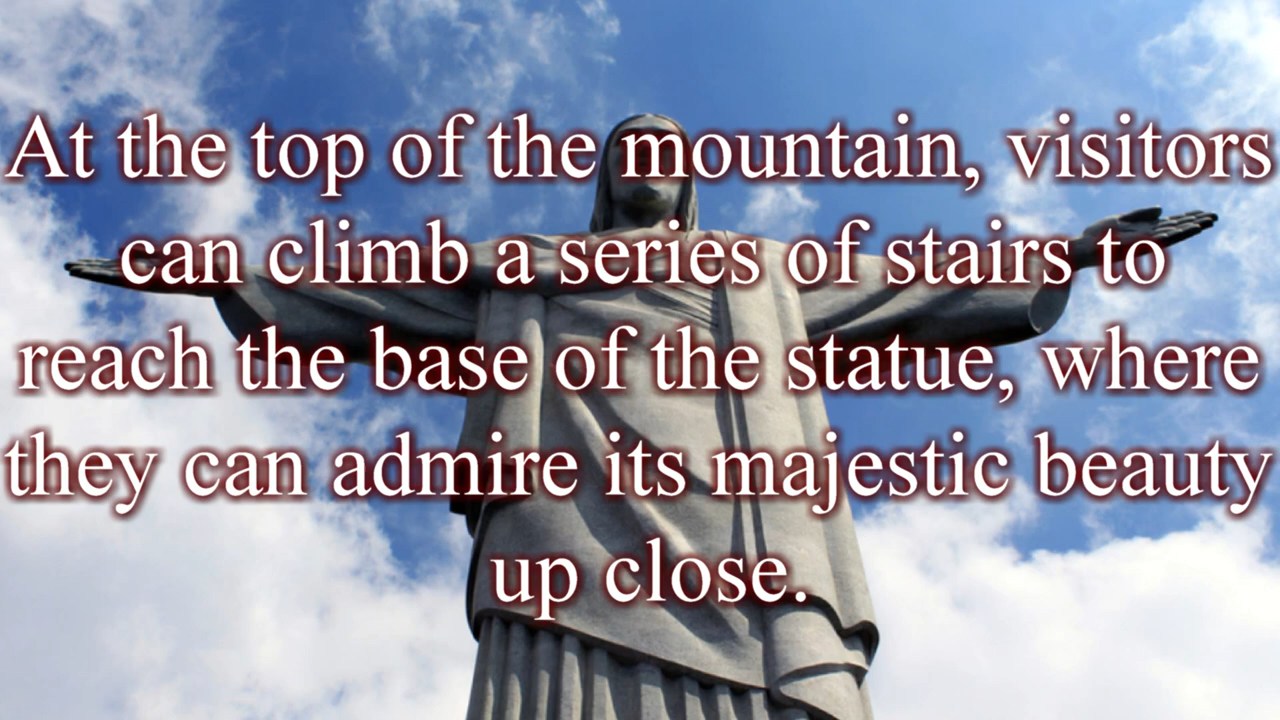 At the top of the mountain, visitors
can climb a series of stairs to
reach the base of the statue, where
they can admire its majestic beauty
up close.